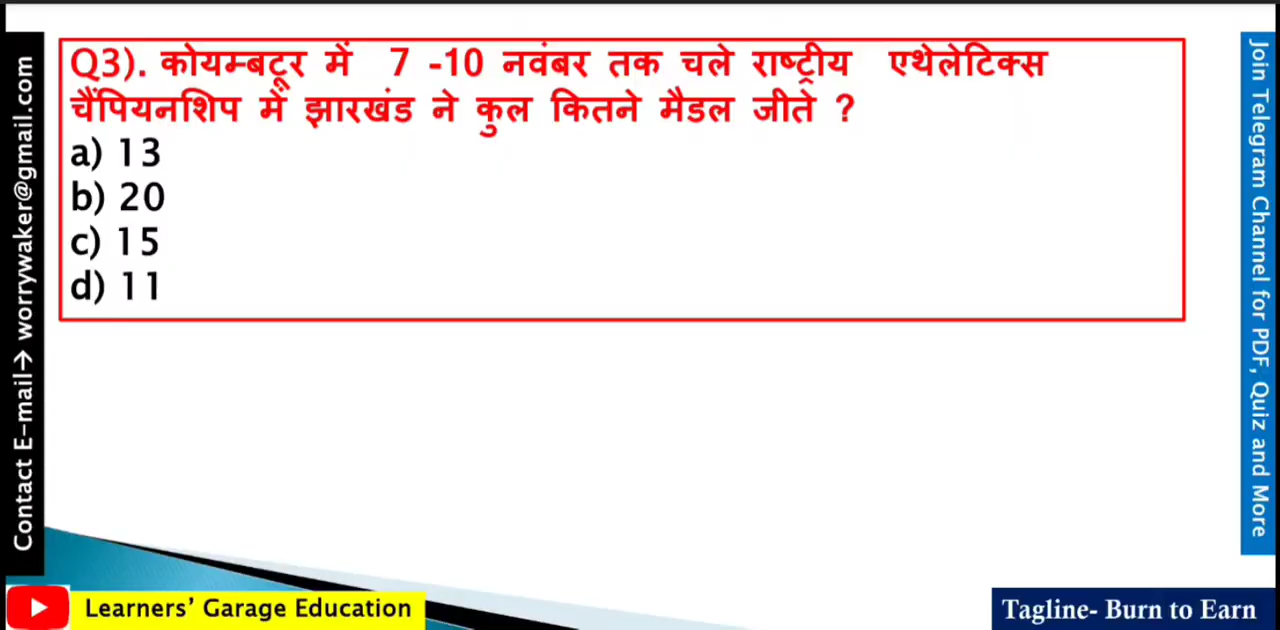 Q3). कोयम्बटूर में 7 -10 नवंबर तक चले राष्ट्रीय एथेलेटिक्स
चैंपियनशिप में झारखंड ने कुल कितने मैडल जीते ?
a) 13
b) 20
c) 15
d) 11
Contact E-mail→ worrywaker@gmail.com
Join Telegram Channel for PDF, Quiz and More
Learners’ Garage Education
Tagline- Burn to Earn